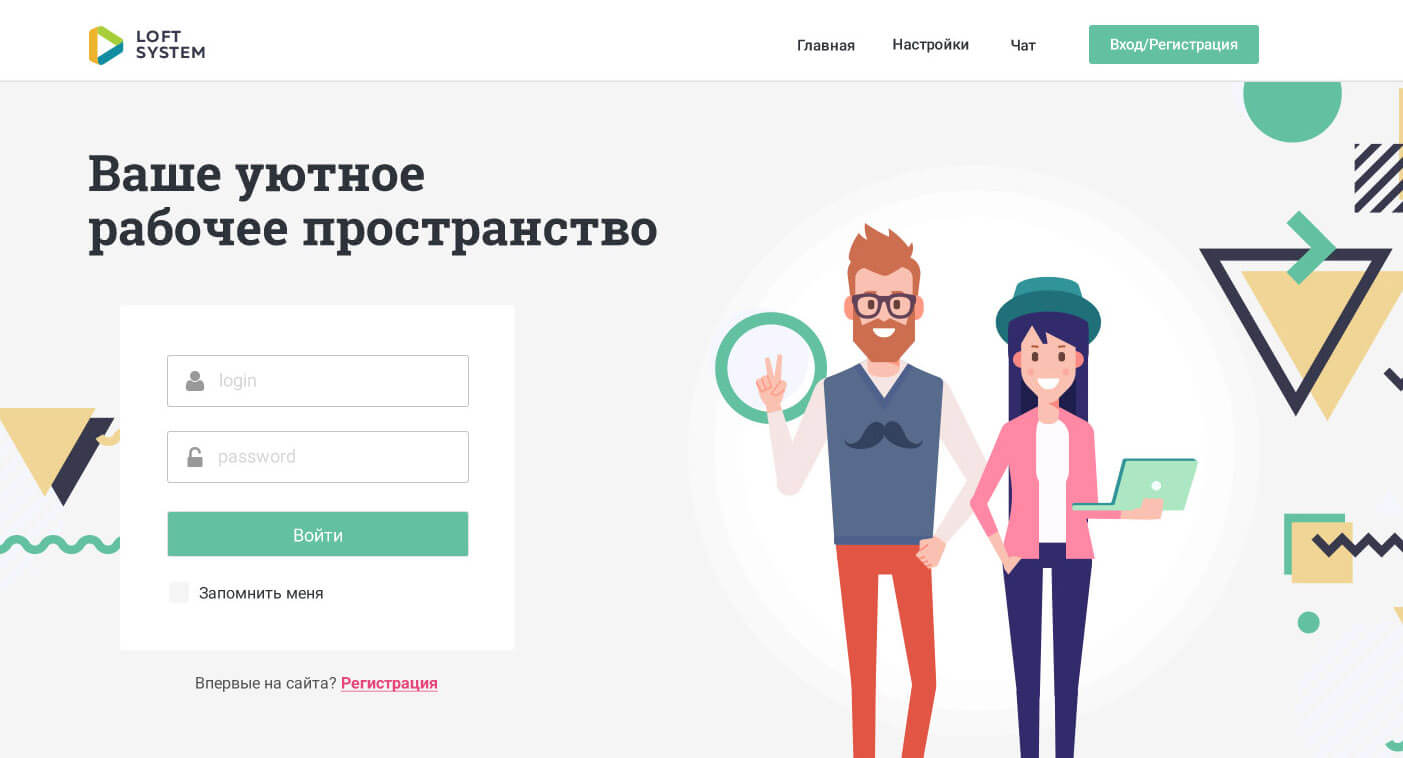 LOFT
SYSTEM
Главная
Настройки
Чат
Вход/Регистрация
Ваше уютное
рабочее пространство
login
password
Войти
Запомнить меня
Впервые на сайта? Регистрация